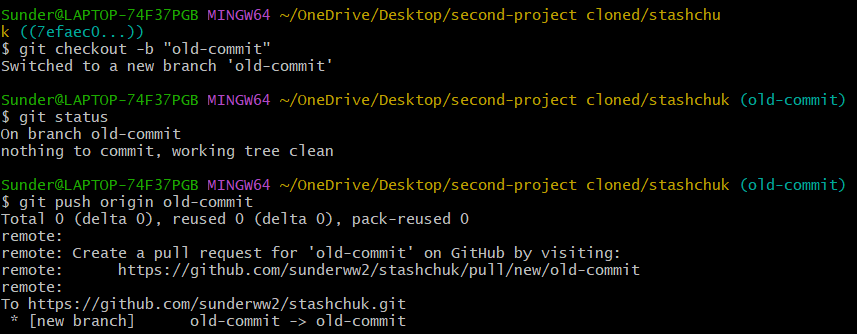 Sunder@LAPTOP-74F37PGB MINGW64 ~/OneDrive/Desktop/second-project cloned/stashchu
k ((7efaec0...))
$ git checkout -b "old-commit"
Switched to a new branch 'old-commit'
Sunder@LAPTOP-74F37PGB MINGW64 ~/OneDrive/Desktop/second-project cloned/stashchuk (old-commit)
$ git status
On branch old-commit
nothing to commit, working tree clean
Sunder@LAPTOP-74F37PGB MINGW64 ~/OneDrive/Desktop/second-project cloned/stashchuk (old-commit)
$ git push origin old-commit
Total 0 (delta 0), reused 0 (delta 0), pack-reused 0
remote:
remote: Create a pull request for 'old-commit' on GitHub by visiting:
remote:      https://github.com/sunderww2/stashchuk/pull/new/old-commit
remote:
To https://github.com/sunderww2/stashchuk.git
 * [new branch]      old-commit -> old-commit